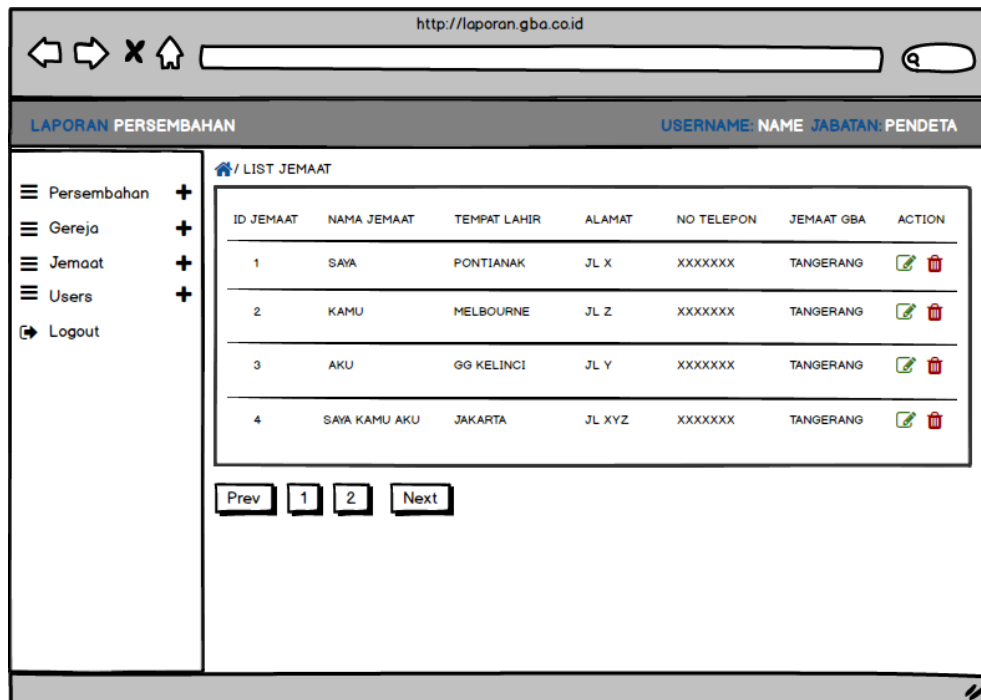 http://laporan.gba.co.id
LAPORAN PERSEMBAHAN USERNAME: NAME JABATAN: PENDETA
/ LIST JEMAAT
Persembahan
Gereja
Jemaat
Users
Logout
ID JEMAAT NAMA JEMAAT TEMPAT LAHIR ALAMAT NO TELEPON JEMAAT GBA ACTION
1 SAYA PONTIANAK JL X XXXXXXX TANGERANG
2 KAMU MELBOURNE JL Z XXXXXXX TANGERANG
3 AKU GG KELINCI JL Y XXXXXXX TANGERANG
4 SAYA KAMU AKU JAKARTA JL XYZ XXXXXXX TANGERANG
Prev 1 2 Next